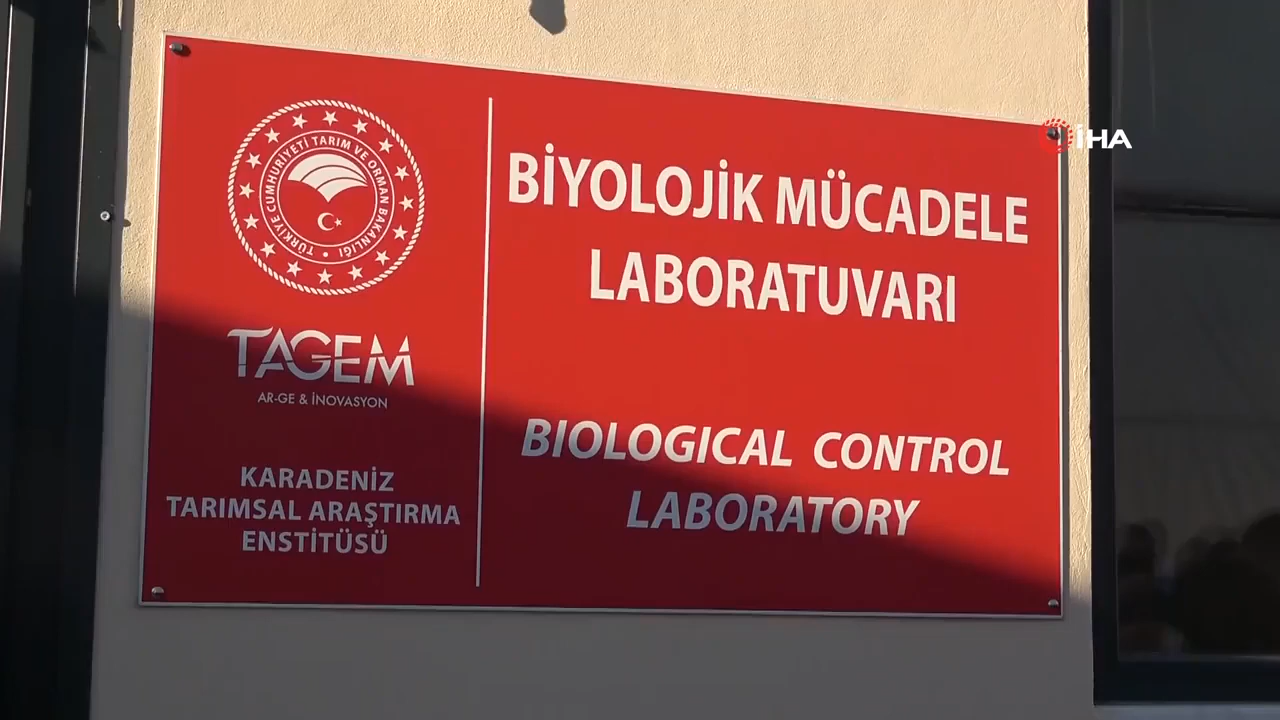 TÜRKİYE CUMHURİYETİ TARIM VE ORMAN BAKANLIĞI
TAGEM
AR-GE & İNOVASYON
KARADENİZ
TARIMSAL ARAŞTIRMA
ENSTİTÜSÜ
BİYOLOJİK MÜCADELE
LABORATUVARI
BIOLOGICAL CONTROL
LABORATORY
İHA